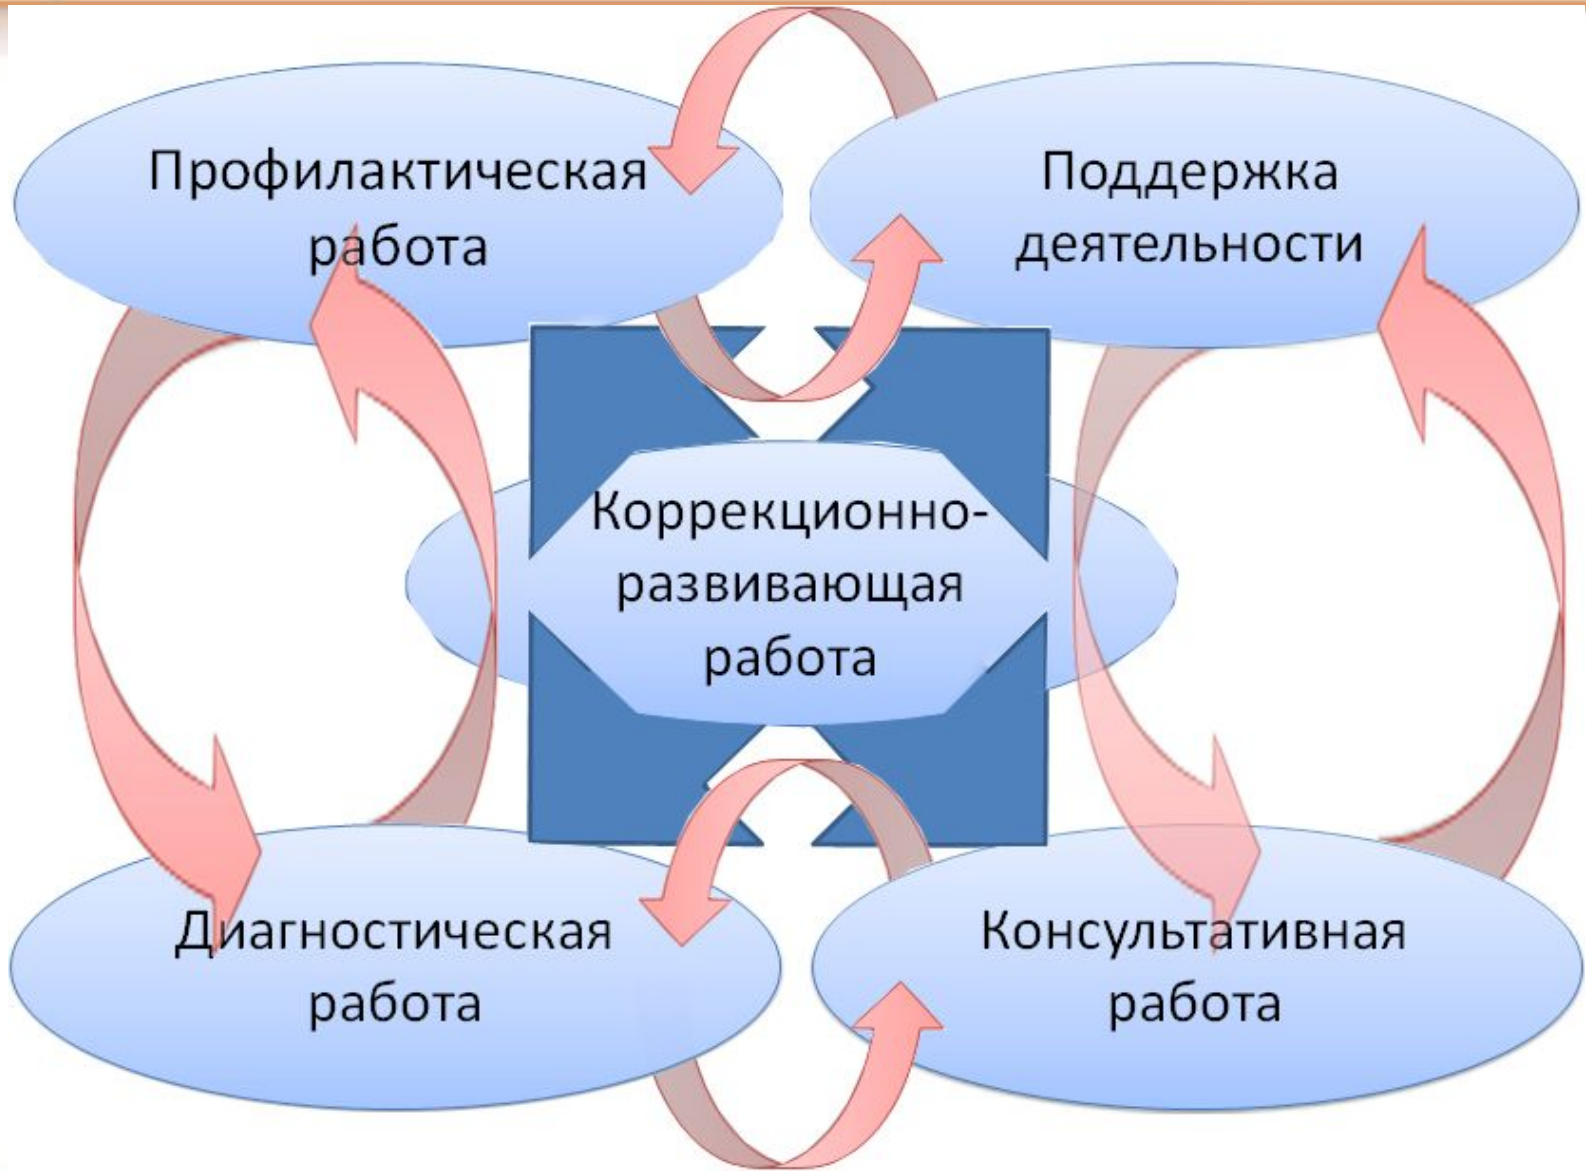 Профилактическая
работа
Поддержка
деятельности
Коррекционно-
развивающая
работа
Диагностическая
работа
Консультативная
работа